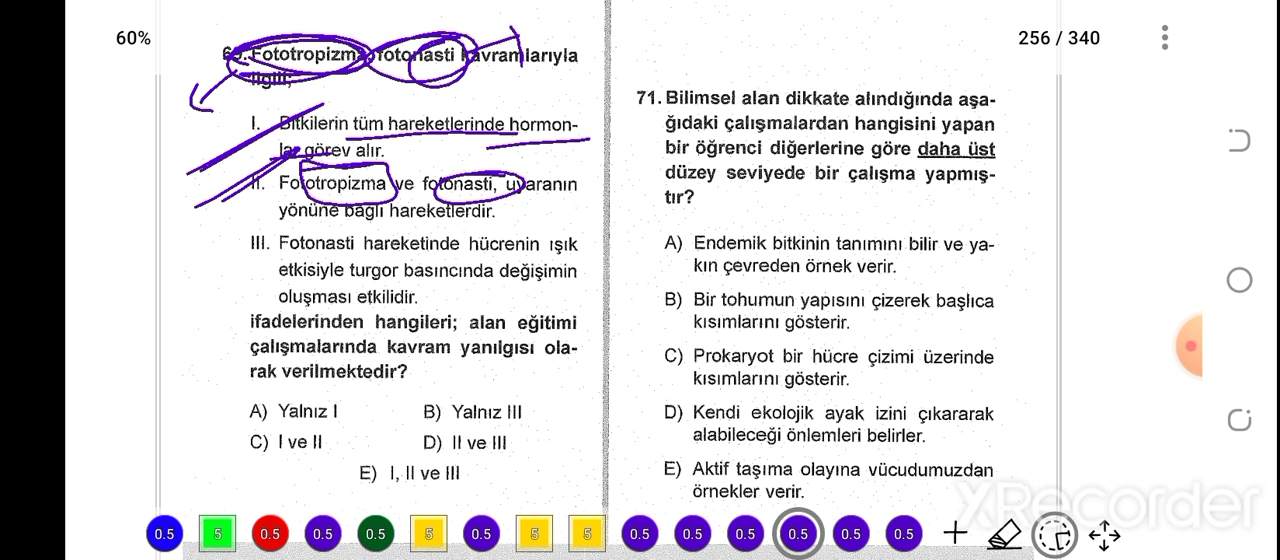 60%
256 / 340
69. Fototropizma, fotonasti kavramlarıyla
ilgili;
I. Bitkilerin tüm hareketlerinde hormon-
lar görev alır.
II. Fototropizma ve fotonasti, uyaranın
yönüne bağlı hareketlerdir.
III. Fotonasti hareketinde hücrenin ışık
etkisiyle turgor basıncında değişimin
oluşması etkilidir.
ifadelerinden hangileri; alan eğitimi
çalışmalarında kavram yanılgısı ola-
rak verilmektedir?
A) Yalnız I
B) Yalnız III
C) I ve II
D) II ve III
E) I, II ve III
71. Bilimsel alan dikkate alındığında aşa-
ğıdaki çalışmalardan hangisini yapan
bir öğrenci diğerlerine göre daha üst
düzey seviyede bir çalışma yapmış-
tır?
A) Endemik bitkinin tanımını bilir ve ya-
kın çevreden örnek verir.
B) Bir tohumun yapısını çizerek başlıca
kısımlarını gösterir.
C) Prokaryot bir hücre çizimi üzerinde
kısımlarını gösterir.
D) Kendi ekolojik ayak izini çıkararak
alabileceği önlemleri belirler.
E) Aktif taşıma olayına vücudumuzdan
örnekler verir.
0.5 5 0.5 0.5 0.5 5 0.5 5 5 0.5 0.5 0.5 0.5 0.5 0.5
XRecorder